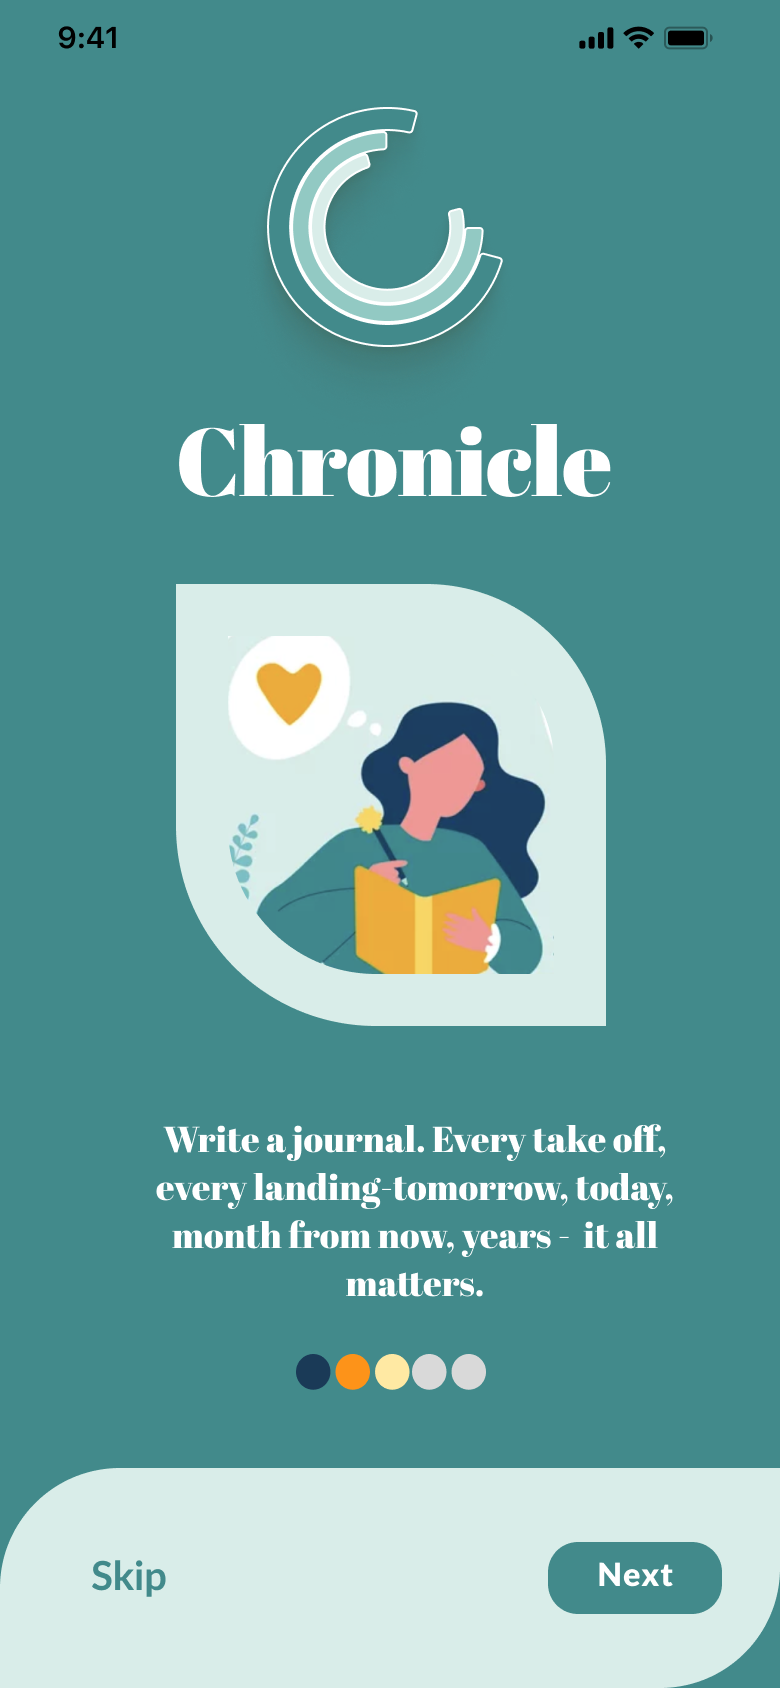 9:41
Chronicle
Write a journal. Every take off,
every landing-tomorrow, today,
month from now, years -  it all
matters.
Skip
Next